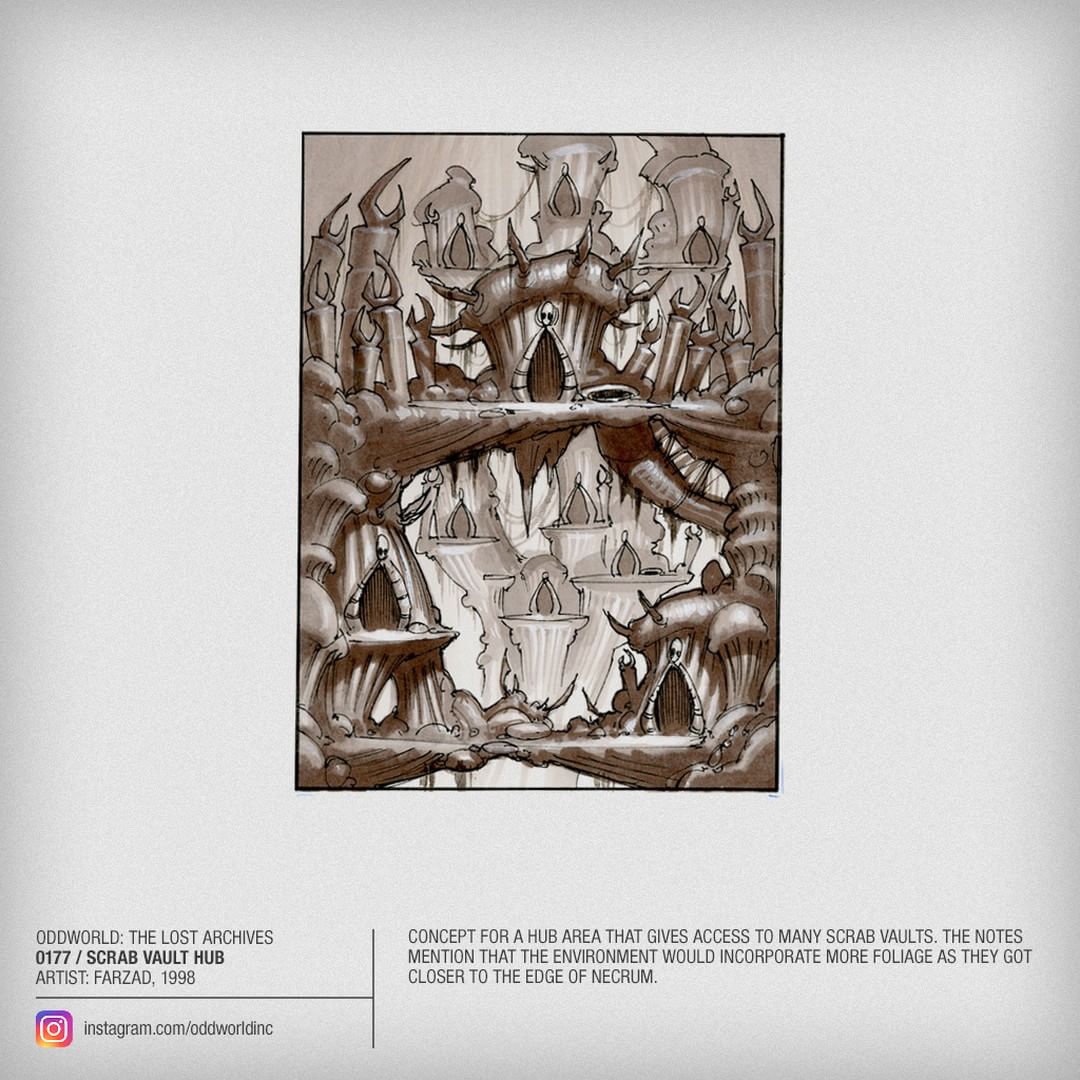 ODDWORLD: THE LOST ARCHIVES
0177 / SCRAB VAULT HUB
ARTIST: FARZAD, 1998
instagram.com/oddworldinc
CONCEPT FOR A HUB AREA THAT GIVES ACCESS TO MANY SCRAB VAULTS. THE NOTES
MENTION THAT THE ENVIRONMENT WOULD INCORPORATE MORE FOLIAGE AS THEY GOT
CLOSER TO THE EDGE OF NECRUM.